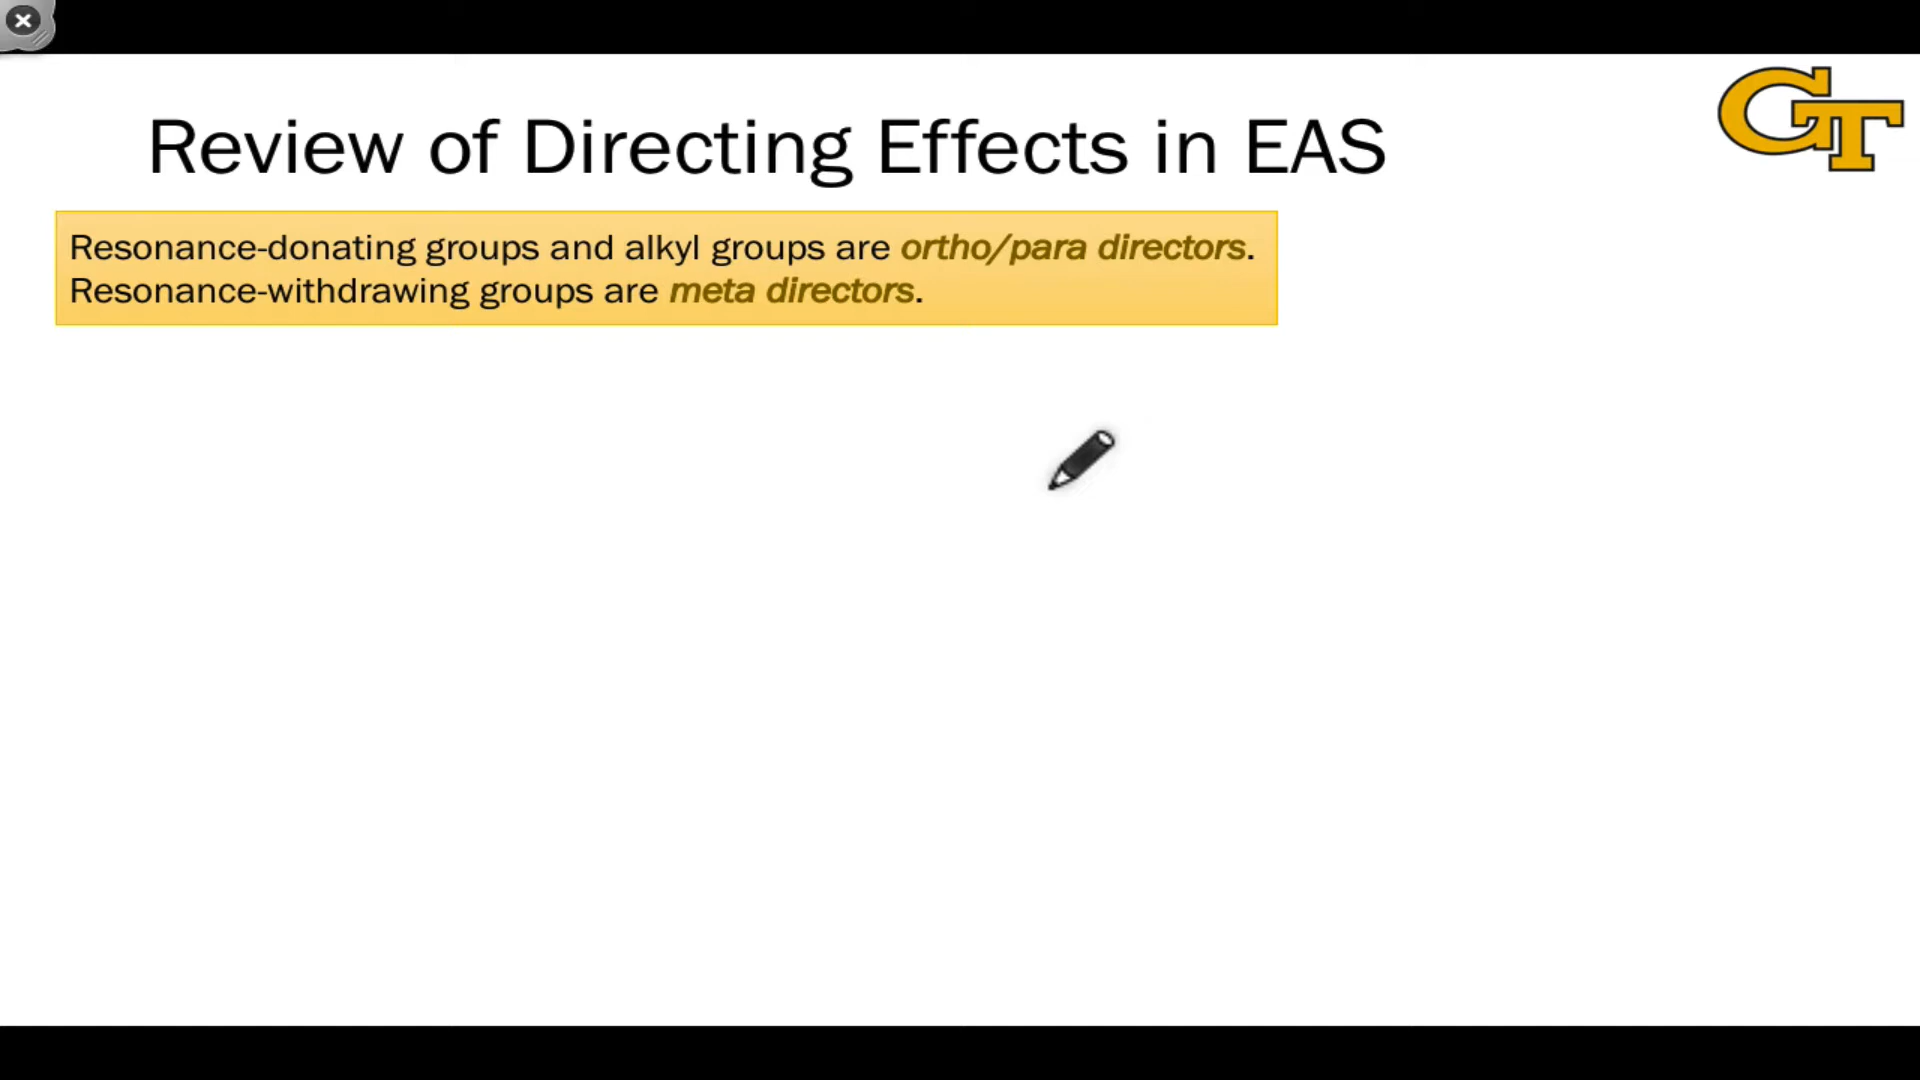 GT
Review of Directing Effects in EAS
Resonance-donating groups and alkyl groups are ortho/para directors.
Resonance-withdrawing groups are meta directors.